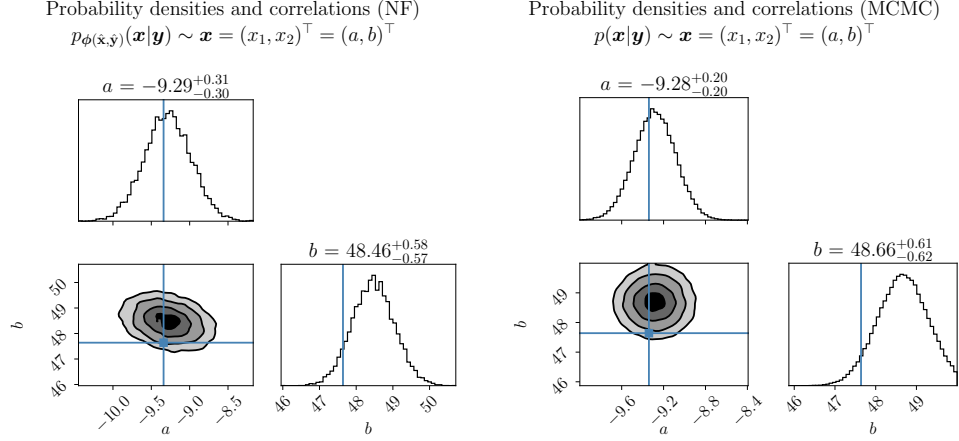 Probability densities and correlations (NF)
p_{ϕ(x̂,ŷ)}(x|y) ∼ x = (x₁, x₂)^⊤ = (a, b)^⊤
a = −9.29^{+0.31}_{−0.30}
b = 48.46^{+0.58}_{−0.57}
b
50
49
48
47
46
−10.0
−9.5
−9.0
−8.5
a
46
47
48
49
50
b
Probability densities and correlations (MCMC)
p(x|y) ∼ x = (x₁, x₂)^⊤ = (a, b)^⊤
a = −9.28^{+0.20}_{−0.20}
b = 48.66^{+0.61}_{−0.62}
b
49
48
47
46
−9.6
−9.2
−8.8
−8.4
a
46
47
48
49
b